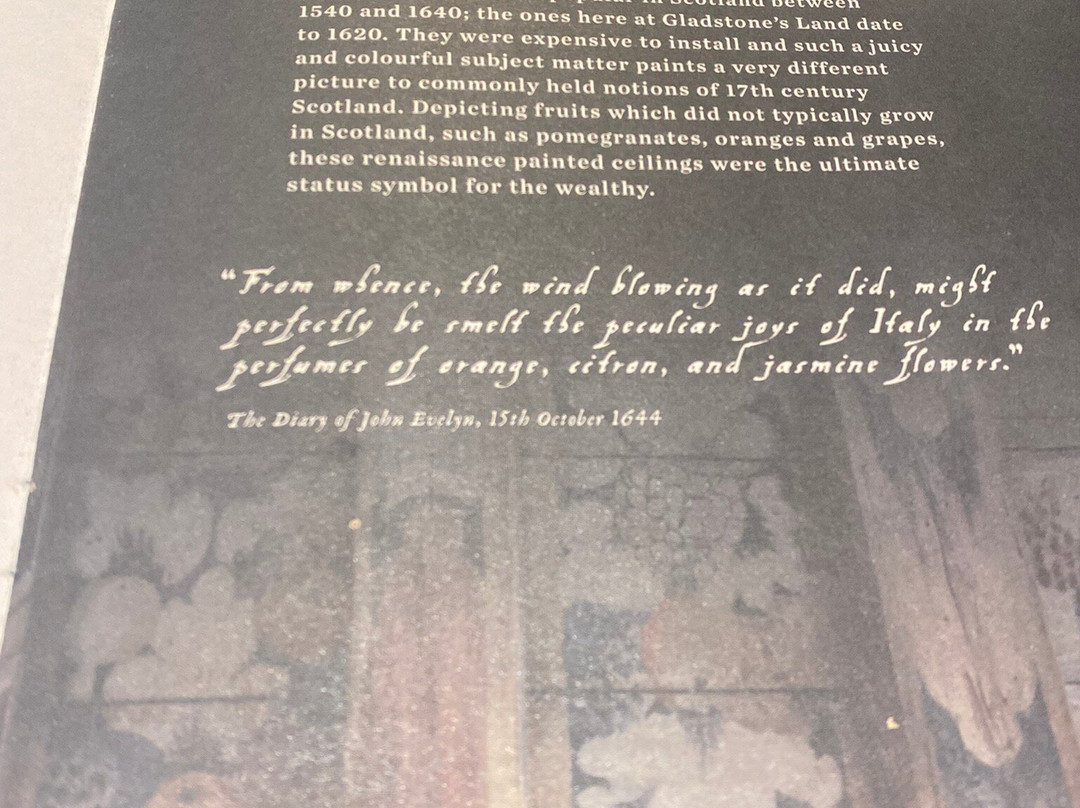 in Scotland between
1540 and 1640; the ones here at Gladstone's Land date
to 1620. They were expensive to install and such a juicy
and colourful subject matter paints a very different
picture to commonly held notions of 17th century
Scotland. Depicting fruits which did not typically grow
in Scotland, such as pomegranates, oranges and grapes,
these renaissance painted ceilings were the ultimate
status symbol for the wealthy.
“From whence, the wind blowing as it did, might
perfectly be smelt the peculiar joys of Italy in the
perfumes of orange, citron, and jasmine flowers.”
The Diary of John Evelyn, 15th October 1644